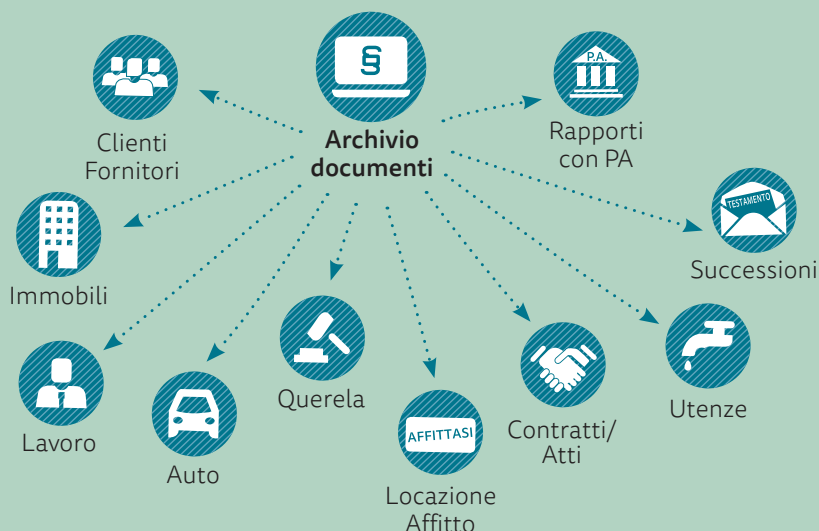 §
P.A.
Clienti
Fornitori
Archivio
documenti
Rapporti
con PA
TESTAMENTO
Successioni
Immobili
Querela
Utenze
Lavoro
Auto
AFFITTASI
Contratti/
Atti
Locazione
Affitto